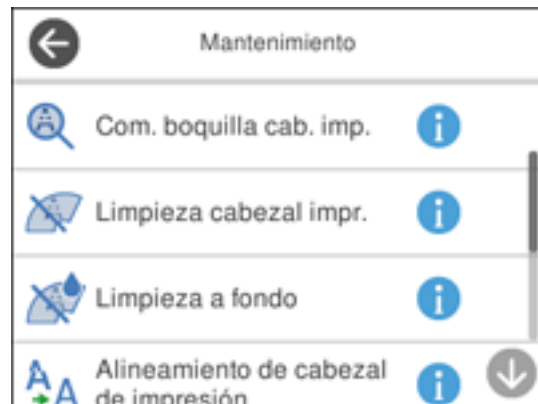 Mantenimiento
Com. boquilla cab. imp.
Limpieza cabezal impr.
Limpieza a fondo
Alineamiento de cabezal
de impresión